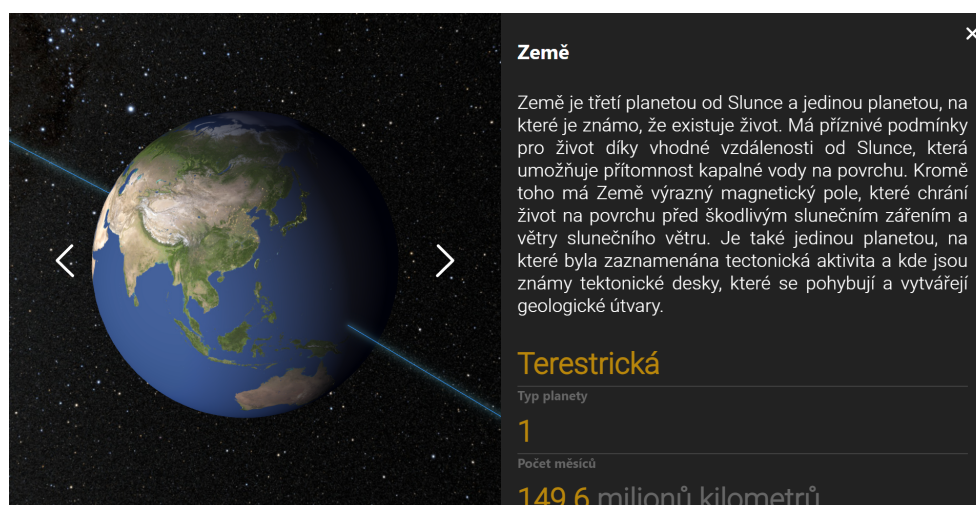 Země
Země je třetí planetou od Slunce a jedinou planetou, na
které je známo, že existuje život. Má příznivé podmínky
pro život díky vhodné vzdálenosti od Slunce, která
umožňuje přítomnost kapalné vody na povrchu. Kromě
toho má Země výrazný magnetický pole, které chrání
život na povrchu před škodlivým slunečním zářením a
větry slunečního větru. Je také jedinou planetou, na
které byla zaznamenána tectonická aktivita a kde jsou
známy tektonické desky, které se pohybují a vytvářejí
geologické útvary.
Terestrická
Typ planety
1
Počet měsíců
149.6 milionů kilometrů